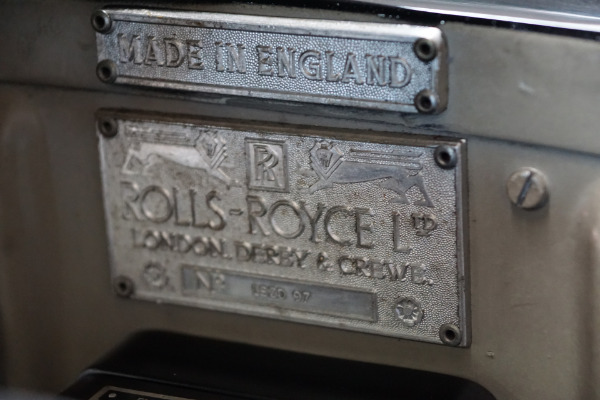 MADE IN ENGLAND
RR
ROLLS-ROYCE LTD
LONDON. DERBY & CREWE.
No